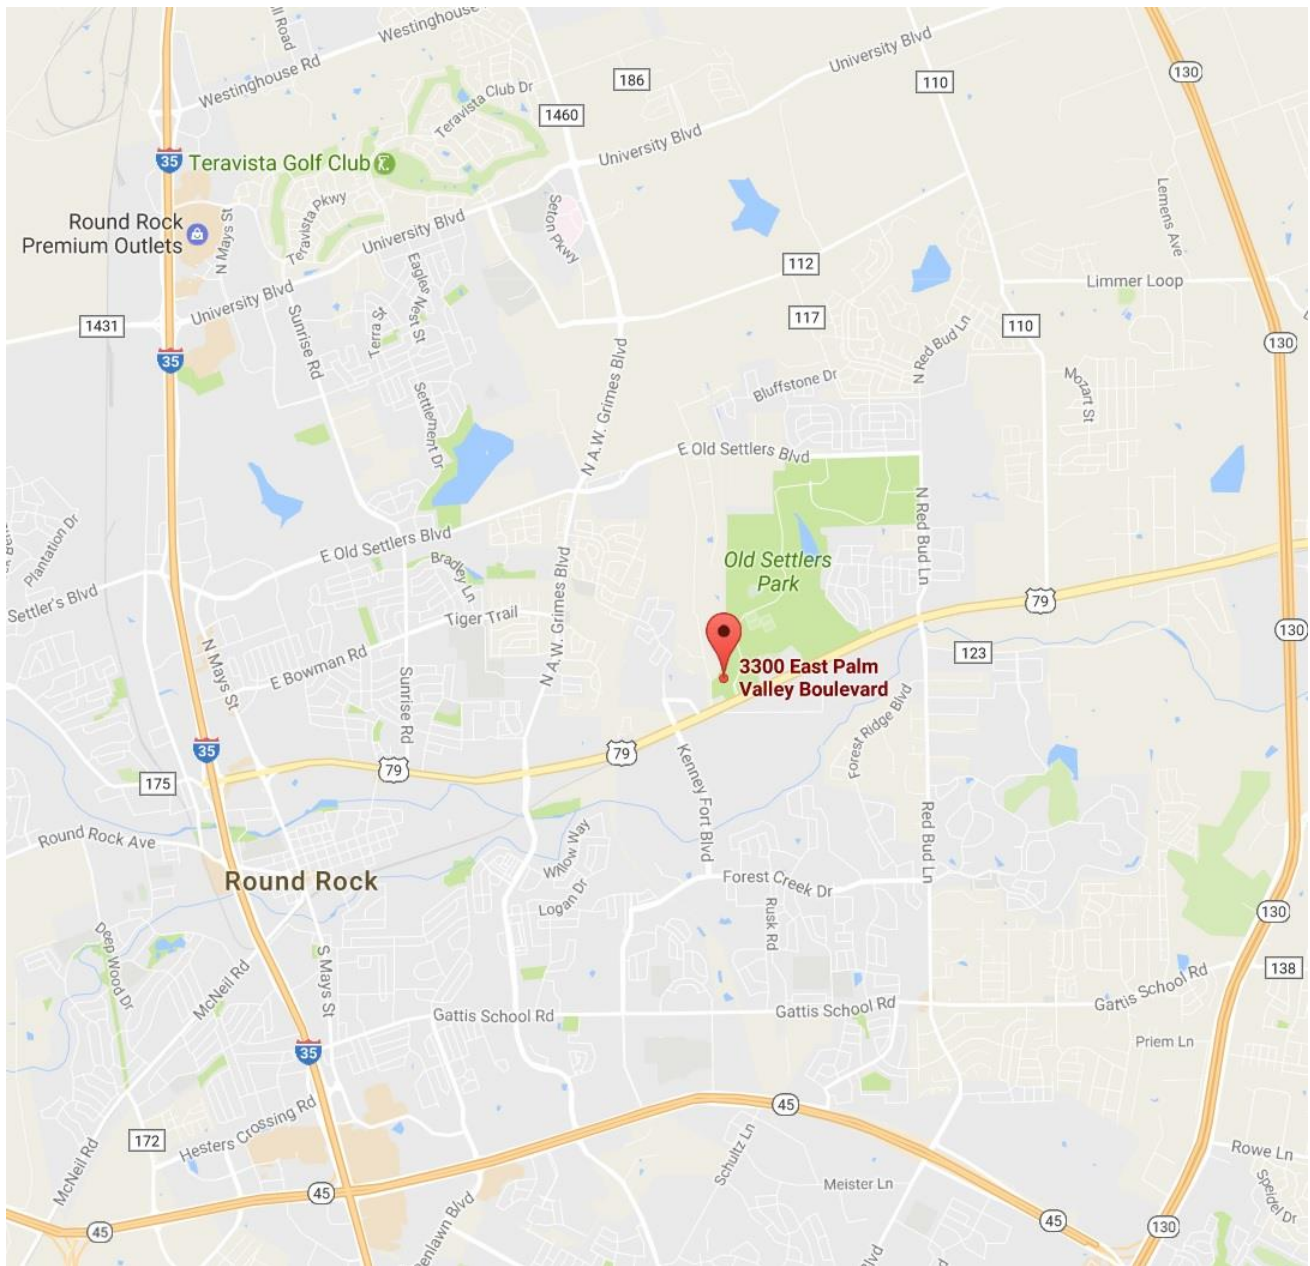 Westinghouse
ll Road
Westinghouse Rd
University Blvd
186
110
130
Teravista Club Dr
1460
University Blvd
35
Teravista Golf Club
Lemens Ave
Round Rock
Premium Outlets
N Mays St
Teravista Pkwy
University Blvd
Seton Pkwy
112
Limmer Loop
University Blvd
Eagles Nest St
117
1431
Sunrise Rd
Terra St
110
130
35
N A.W. Grimes Blvd
N Red Bud Ln
Bluffstone Dr
Mozart St
Settlement Dr
E Old Settlers Blvd
Plantation Dr
N Red Bud Ln
E Old Settlers Blvd
Bradley Ln
Old Settlers
Park
Settler's Blvd
N A.W. Grimes Blvd
Tiger Trail
79
130
N Mays St
E Bowman Rd
Sunrise Rd
123
3300 East Palm
Valley Boulevard
Forest Ridge Blvd
35
79
79
175
Kenney Fort Blvd
Round Rock Ave
Willow Way
Red Bud Ln
Round Rock
Forest Creek Dr
Logan Dr
Rusk Rd
130
Deep Wood Dr
McNeil Rd
S Mays St
138
Gattis School Rd
Gattis School Rd
Gattis School Rd
35
Priem Ln
45
Hesters Crossing Rd
172
McNeil Rd
Schultz Ln
Rowe Ln
Meister Ln
Speidel Dr
45
45
enlawn Blvd
45
130
Blvd